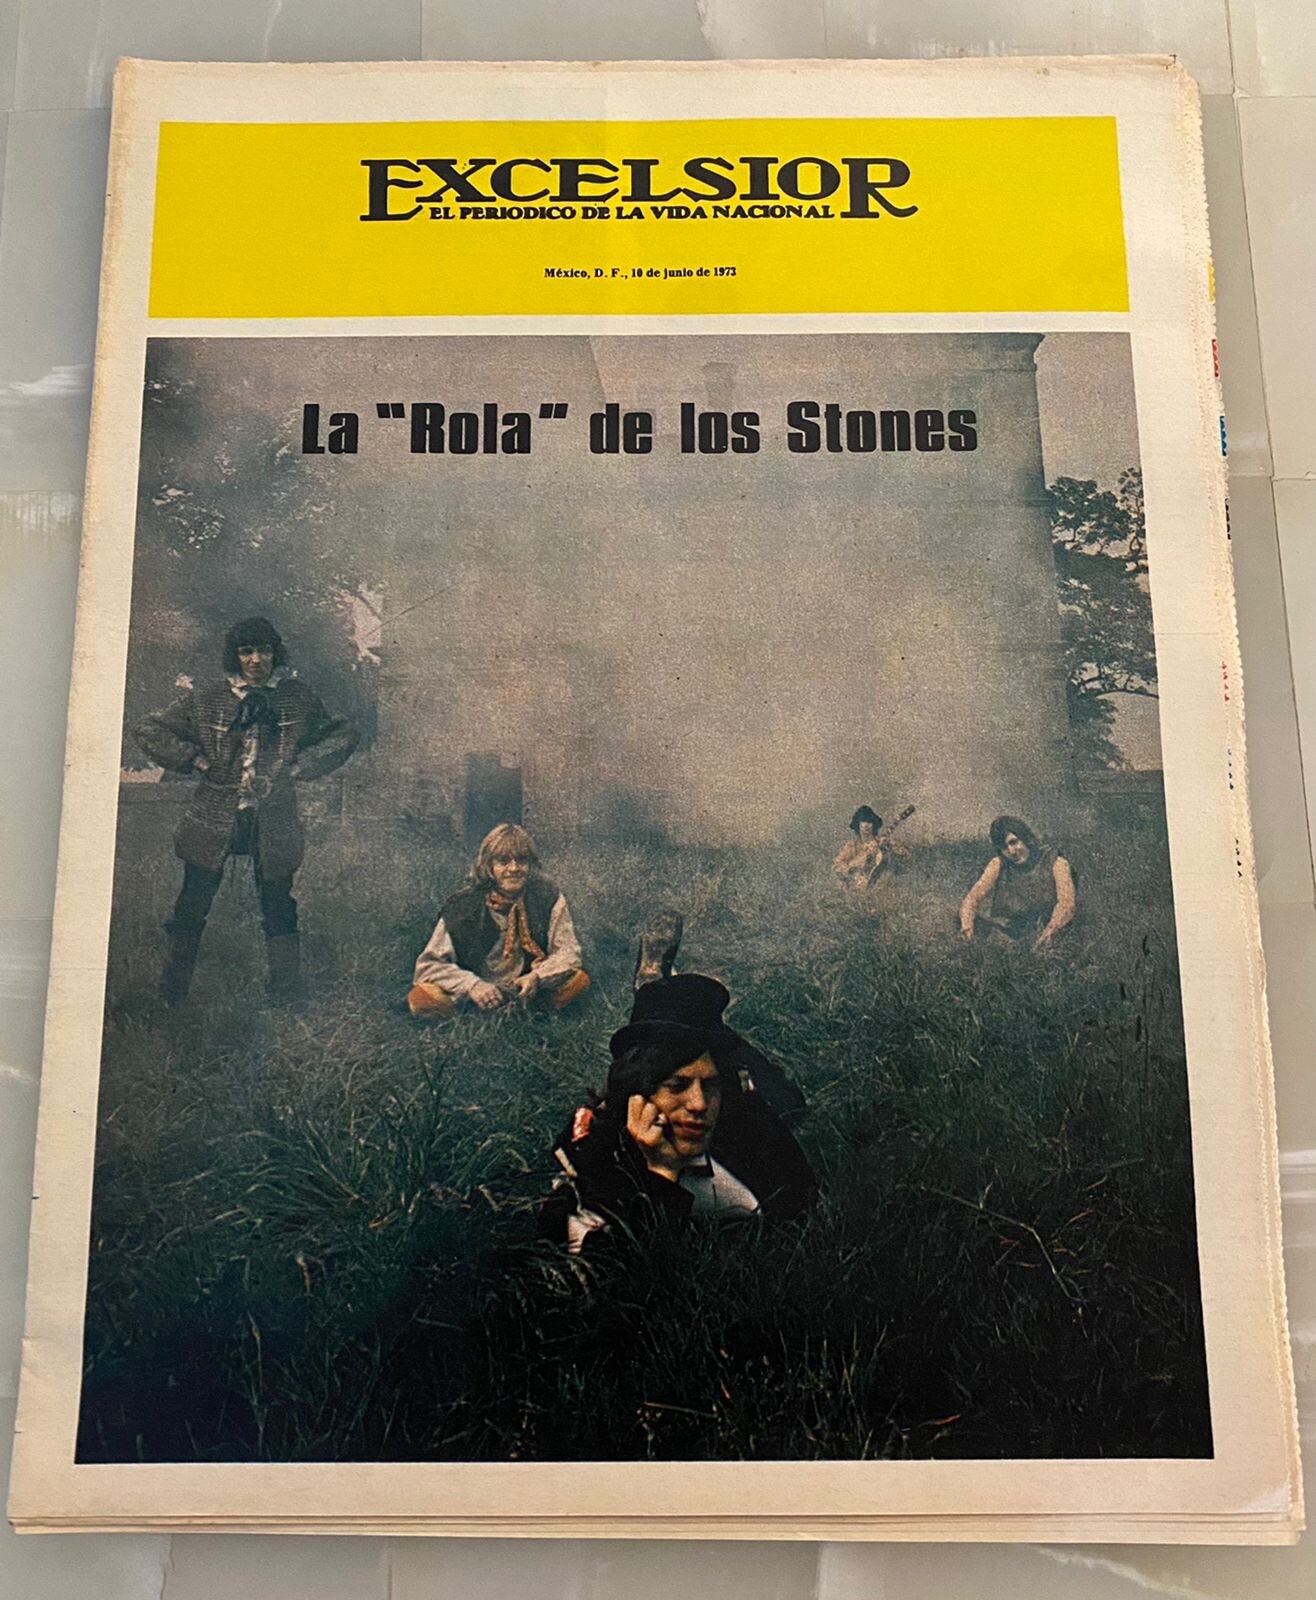 EXCELSIOR
EL PERIODICO DE LA VIDA NACIONAL
México, D. F., 10 de junio de 1973
La "Rola" de los Stones